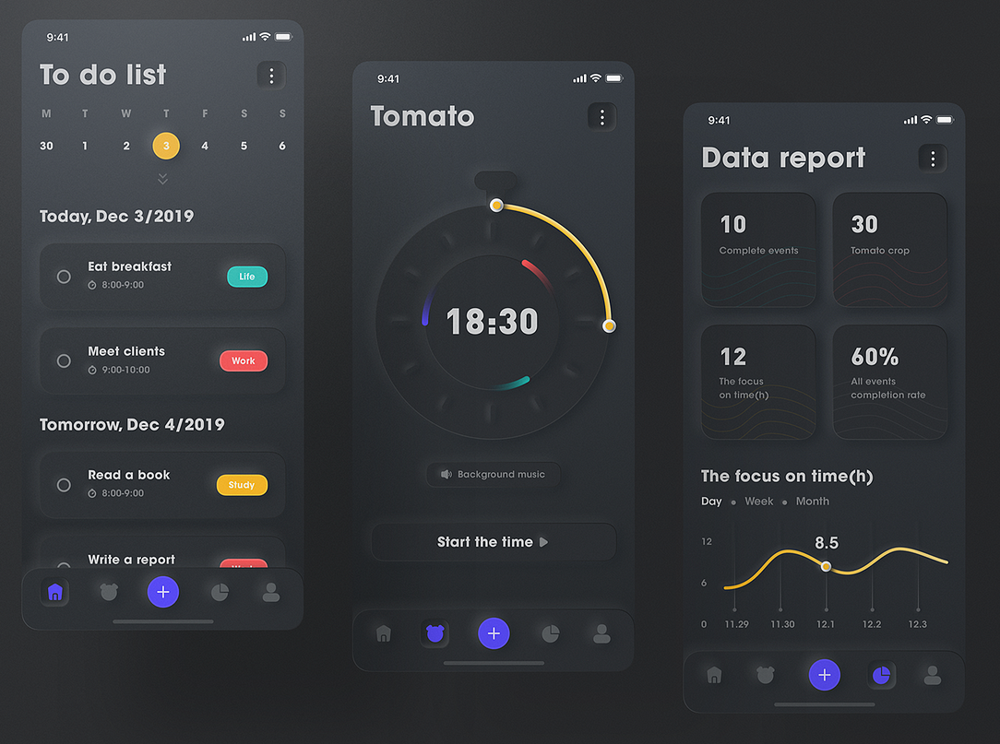 9:41
To do list
M T W T F S S
30 1 2 3 4 5 6
Today, Dec 3/2019
Eat breakfast
8:00-9:00
Life
Meet clients
9:00-10:00
Work
Tomorrow, Dec 4/2019
Read a book
8:00-9:00
Study
Write a report
9:41
Tomato
18:30
Background music
Start the time
9:41
Data report
10
Complete events
30
Tomato crop
12
The focus
on time(h)
60%
All events
completion rate
The focus on time(h)
Day Week Month
12
8.5
6
0 11.29 11.30 12.1 12.2 12.3